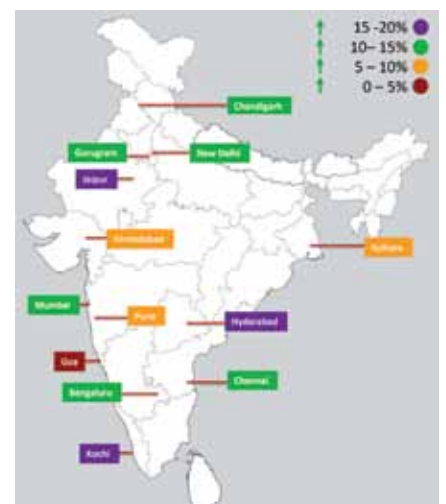 15 -20%
10– 15%
5 – 10%
0 – 5%
Chandigarh
Gurugram
New Delhi
Jaipur
Ahmedabad
Kolkata
Mumbai
Pune
Hyderabad
Goa
Chennai
Bengaluru
Kochi